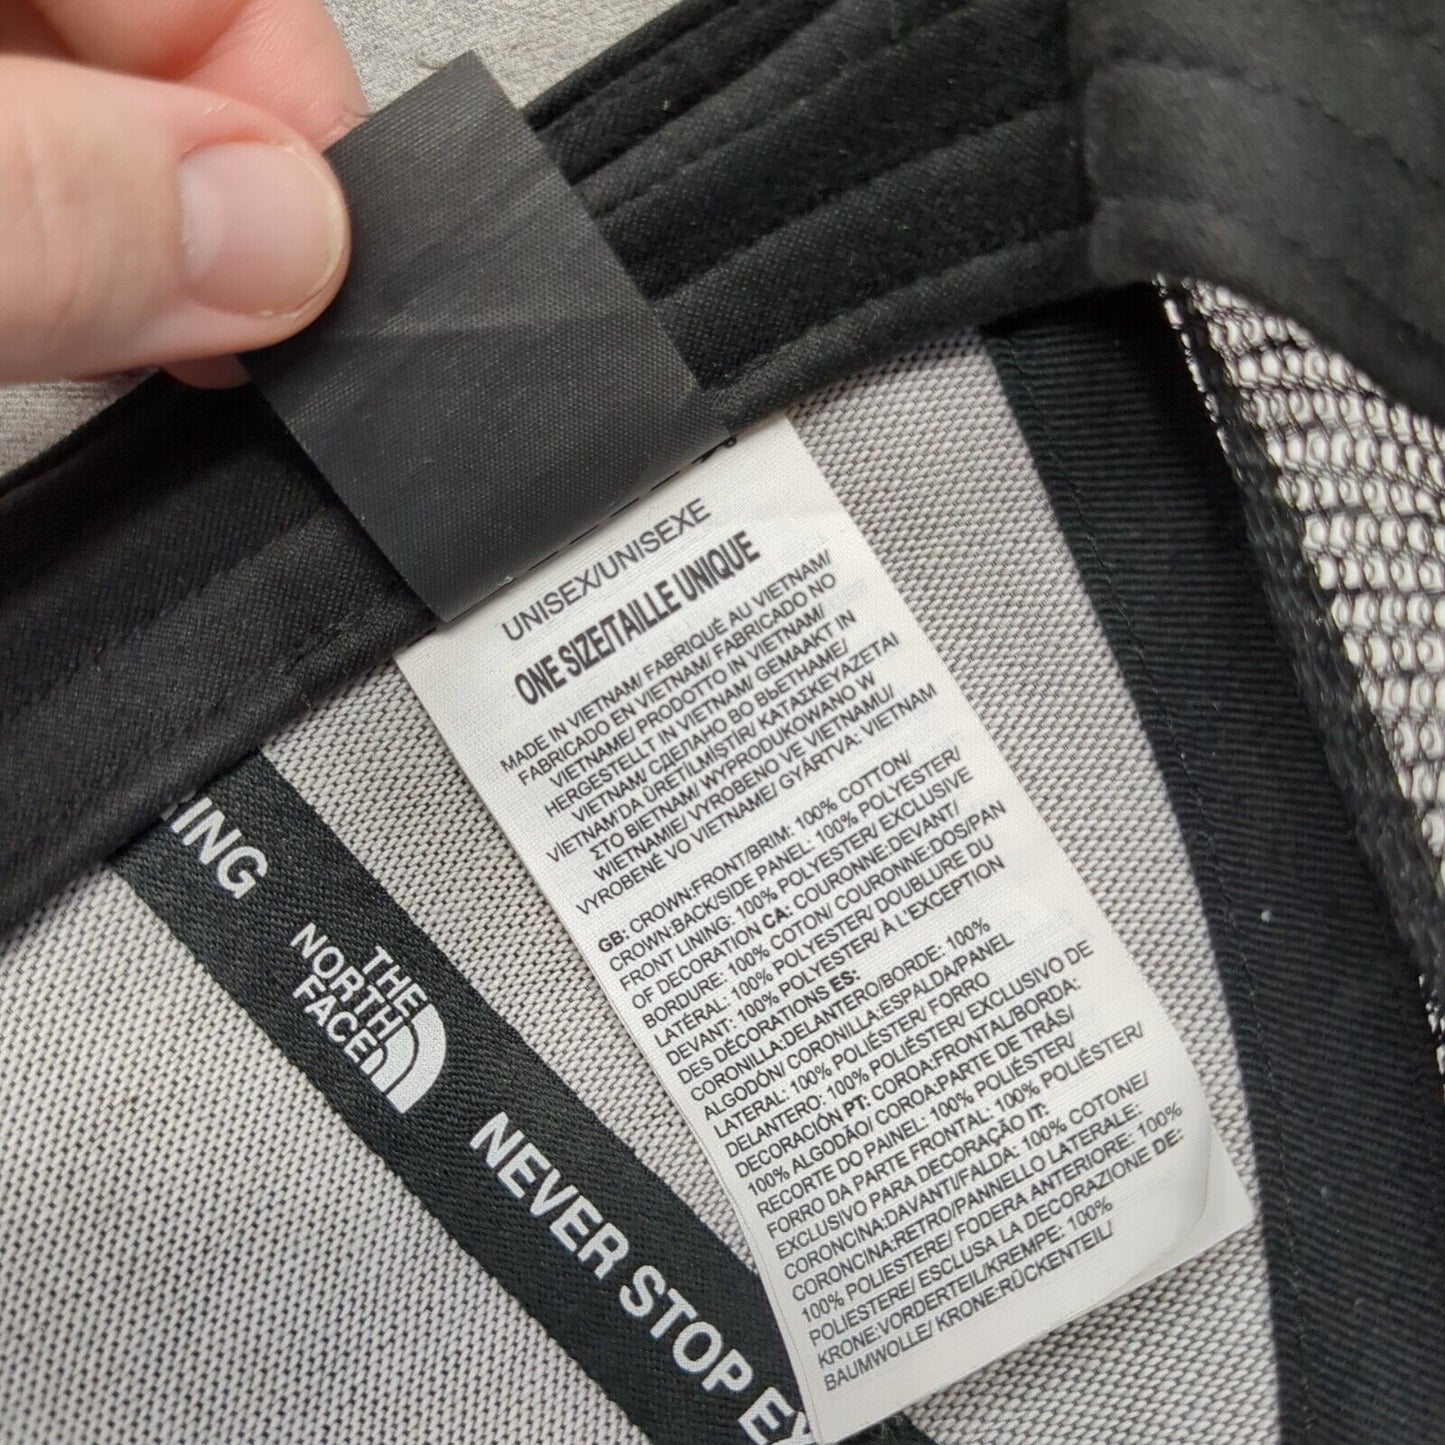 UNISEX/UNISEXE
ONE SIZE/TAILLE UNIQUE
MADE IN VIETNAM/ FABRIQUÉ AU VIETNAM/
FABRICADO EN VIETNAM/ FABRICADO NO
VIETNAME/ PRODOTTO IN VIETNAM/
HERGESTELLT IN VIETNAM/ GEMAAKT IN
VIETNAM/ СДЕЛАНО ВО ВЬЕТНАМЕ/
VİETNAM'DA ÜRETİLMİŞTİR/ ΚΑΤΑΣΚΕΥΑΖΕΤΑΙ
ΣΤΟ ΒΙΕΤΝΑΜ/ WYPRODUKOWANO W
WIETNAMIE/ VYROBENO VE VIETNAMU/
VYROBENÉ VO VIETNAME/ GYÁRTVA: VIETNAM
GB: CROWN:FRONT/BRIM: 100% COTTON/
CROWN:BACK/SIDE PANEL: 100% POLYESTER/
FRONT LINING: 100% POLYESTER/ EXCLUSIVE
OF DECORATION CA: COURONNE:DEVANT/
BORDURE: 100% COTON/ COURONNE:DOS/PAN
LATERAL: 100% POLYESTER/ DOUBLURE DU
DEVANT: 100% POLYESTER/ À L'EXCEPTION
DES DÉCORATIONS ES:
CORONILLA:DELANTERO/BORDE: 100%
ALGODÓN/ CORONILLA:ESPALDA/PANEL
LATERAL: 100% POLIÉSTER/ FORRO
DELANTERO: 100% POLIÉSTER/ EXCLUSIVO DE
DECORACIÓN PT: COROA:FRONTAL/BORDA:
100% ALGODÃO/ COROA:PARTE DE TRÁS/
RECORTE DO PAINEL: 100% POLIÉSTER/
FORRO DA PARTE FRONTAL: 100% POLIÉSTER/
EXCLUSIVO PARA DECORAÇÃO IT:
CORONCINA:DAVANTI/FALDA: 100% COTONE/
CORONCINA:RETRO/PANNELLO LATERALE:
100% POLIESTERE/ FODERA ANTERIORE: 100%
POLIESTERE/ ESCLUSA LA DECORAZIONE DE:
KRONE:VORDERTEIL/KREMPE: 100%
BAUMWOLLE/ KRONE:RÜCKENTEIL/
THE
NORTH
FACE
NEVER STOP